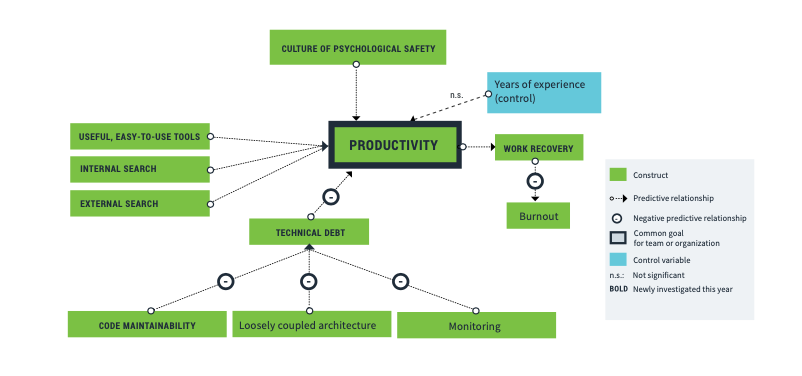 CULTURE OF PSYCHOLOGICAL SAFETY
n.s.
Years of experience
(control)
USEFUL, EASY-TO-USE TOOLS
INTERNAL SEARCH
EXTERNAL SEARCH
PRODUCTIVITY
WORK RECOVERY
-
Burnout
-
TECHNICAL DEBT
-
-
-
CODE MAINTAINABILITY
Loosely coupled architecture
Monitoring
Construct
Predictive relationship
- Negative predictive relationship
Common goal
for team or organization
Control variable
n.s.: Not significant
BOLD Newly investigated this year